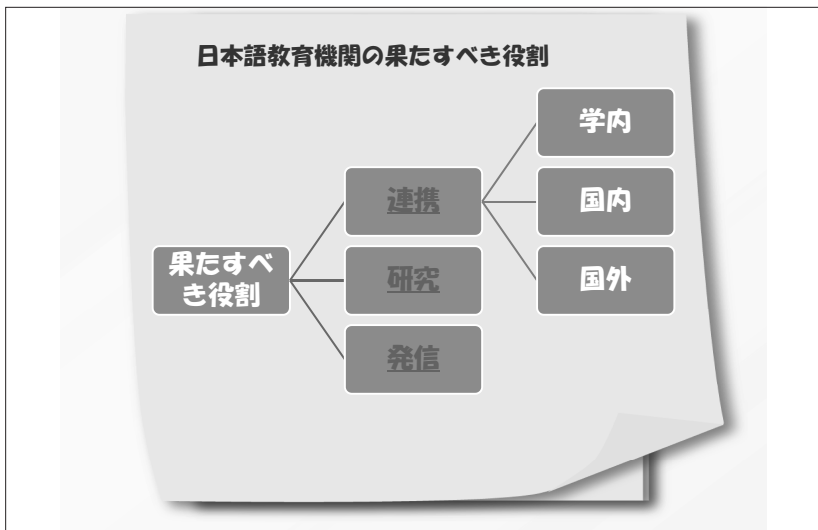 日本語教育機関の果たすべき役割
果たすべ
き役割
連携
研究
発信
学内
国内
国外